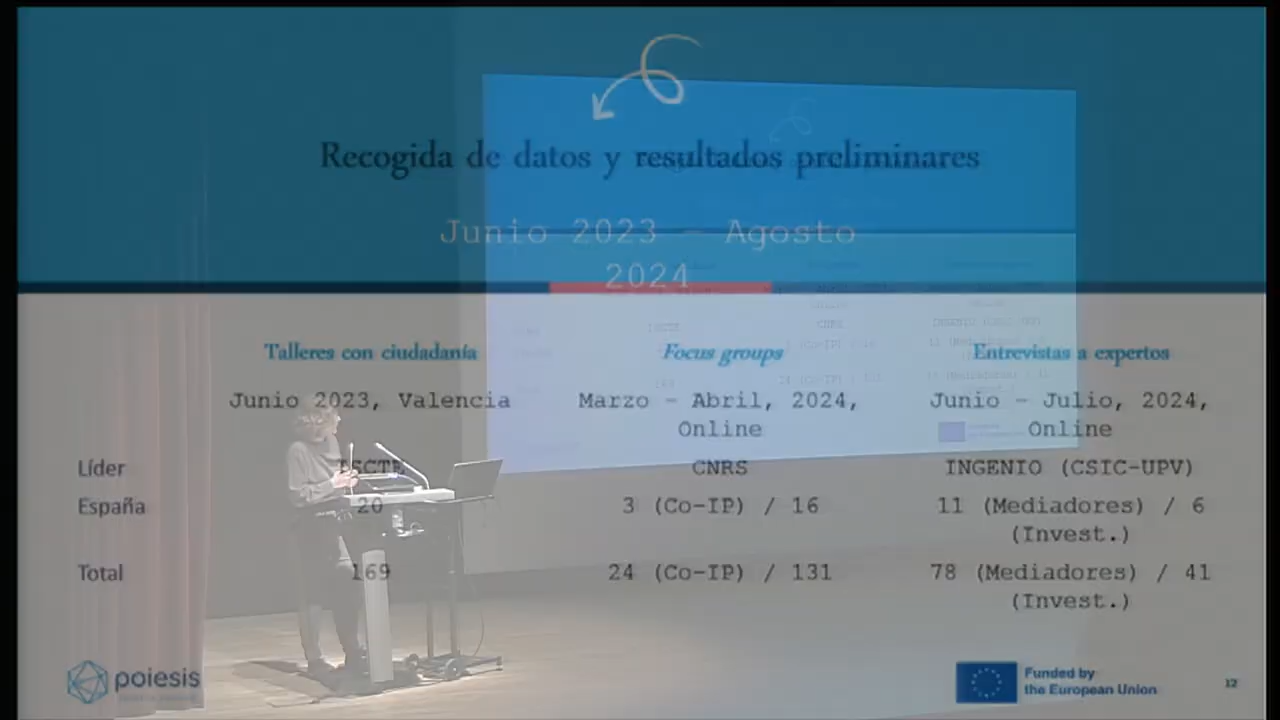 Recogida de datos y resultados preliminares
Junio 2023 – Agosto
2024
Talleres con ciudadanía
Focus groups
Entrevistas a expertos
Junio 2023, Valencia
Marzo – Abril, 2024,
Online
Junio – Julio, 2024,
Online
Líder
ISCTE
CNRS
INGENIO (CSIC-UPV)
España
20
3 (Co-IP) / 16
11 (Mediadores) / 6
(Invest.)
Total
169
24 (Co-IP) / 131
78 (Mediadores) / 41
(Invest.)
poiesis
Funded by
the European Union
12